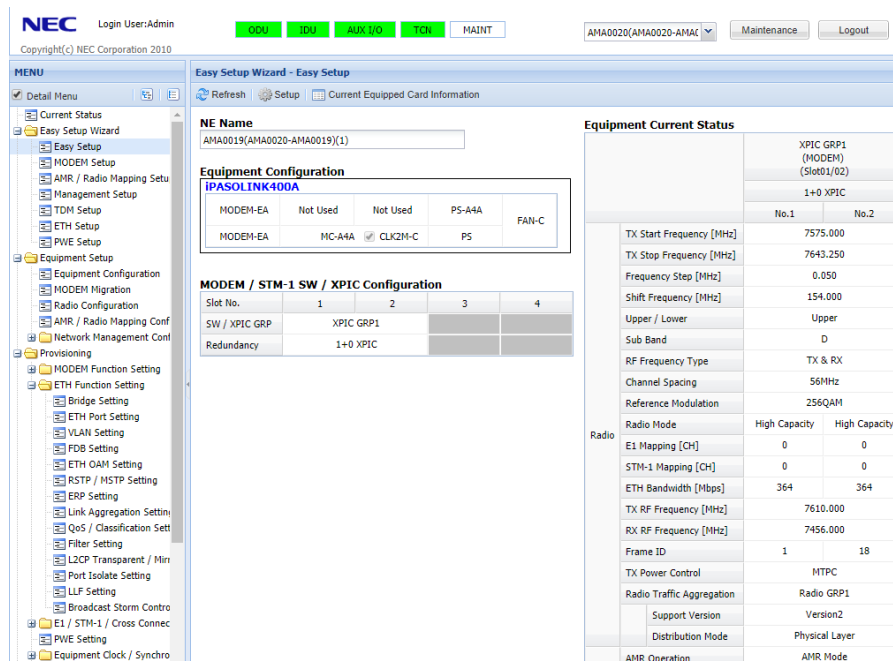 NEC Login User:Admin
ODU IDU AUX I/O TCN MAINT
AMA0020(AMA0020-AMA(
Maintenance Logout
Copyright(c) NEC Corporation 2010
MENU
Detail Menu
Current Status
Easy Setup Wizard
Easy Setup
MODEM Setup
AMR / Radio Mapping Setu
Management Setup
TDM Setup
ETH Setup
PWE Setup
Equipment Setup
Equipment Configuration
MODEM Migration
Radio Configuration
AMR / Radio Mapping Conf
Network Management Conf
Provisioning
MODEM Function Setting
ETH Function Setting
Bridge Setting
ETH Port Setting
VLAN Setting
FDB Setting
ETH OAM Setting
RSTP / MSTP Setting
ERP Setting
Link Aggregation Setting
QoS / Classification Sett
Filter Setting
L2CP Transparent / Mirr
Port Isolate Setting
LLF Setting
Broadcast Storm Contro
E1 / STM-1 / Cross Connec
PWE Setting
Equipment Clock / Synchro
Easy Setup Wizard - Easy Setup
Refresh Setup Current Equipped Card Information
NE Name
AMA0019(AMA0020-AMA0019)(1)
Equipment Configuration
iPASOLINK400A
MODEM-EA Not Used Not Used PS-A4A FAN-C
MODEM-EA MC-A4A CLK2M-C PS
MODEM / STM-1 SW / XPIC Configuration
Slot No. 1 2 3 4
SW / XPIC GRP XPIC GRP1
Redundancy 1+0 XPIC
Equipment Current Status
XPIC GRP1
(MODEM)
(Slot01/02)
1+0 XPIC
No.1 No.2
Radio
TX Start Frequency [MHz] 7575.000
TX Stop Frequency [MHz] 7643.250
Frequency Step [MHz] 0.050
Shift Frequency [MHz] 154.000
Upper / Lower Upper
Sub Band D
RF Frequency Type TX & RX
Channel Spacing 56MHz
Reference Modulation 256QAM
Radio Mode High Capacity High Capacity
E1 Mapping [CH] 0 0
STM-1 Mapping [CH] 0 0
ETH Bandwidth [Mbps] 364 364
TX RF Frequency [MHz] 7610.000
RX RF Frequency [MHz] 7456.000
Frame ID 1 18
TX Power Control MTPC
Radio Traffic Aggregation Radio GRP1
Support Version Version2
Distribution Mode Physical Layer
AMR Operation AMR Mode